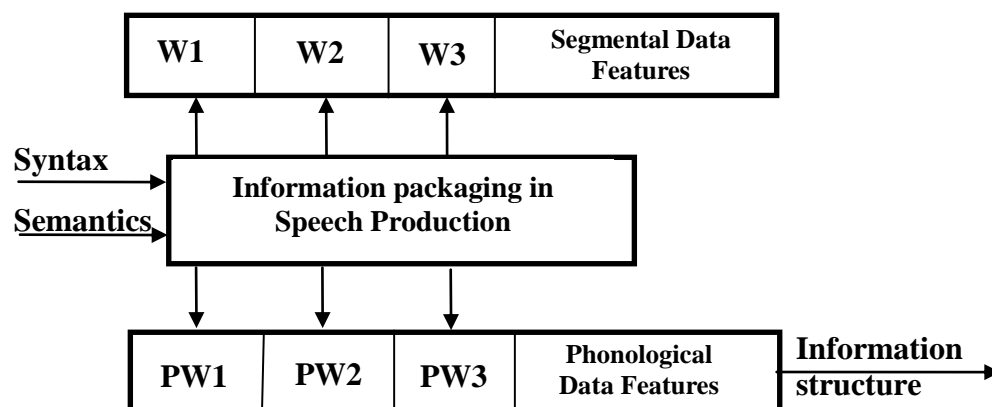 W1 W2 W3 Segmental Data
Features
Syntax
Semantics
Information packaging in
Speech Production
PW1 PW2 PW3 Phonological
Data Features
Information
structure